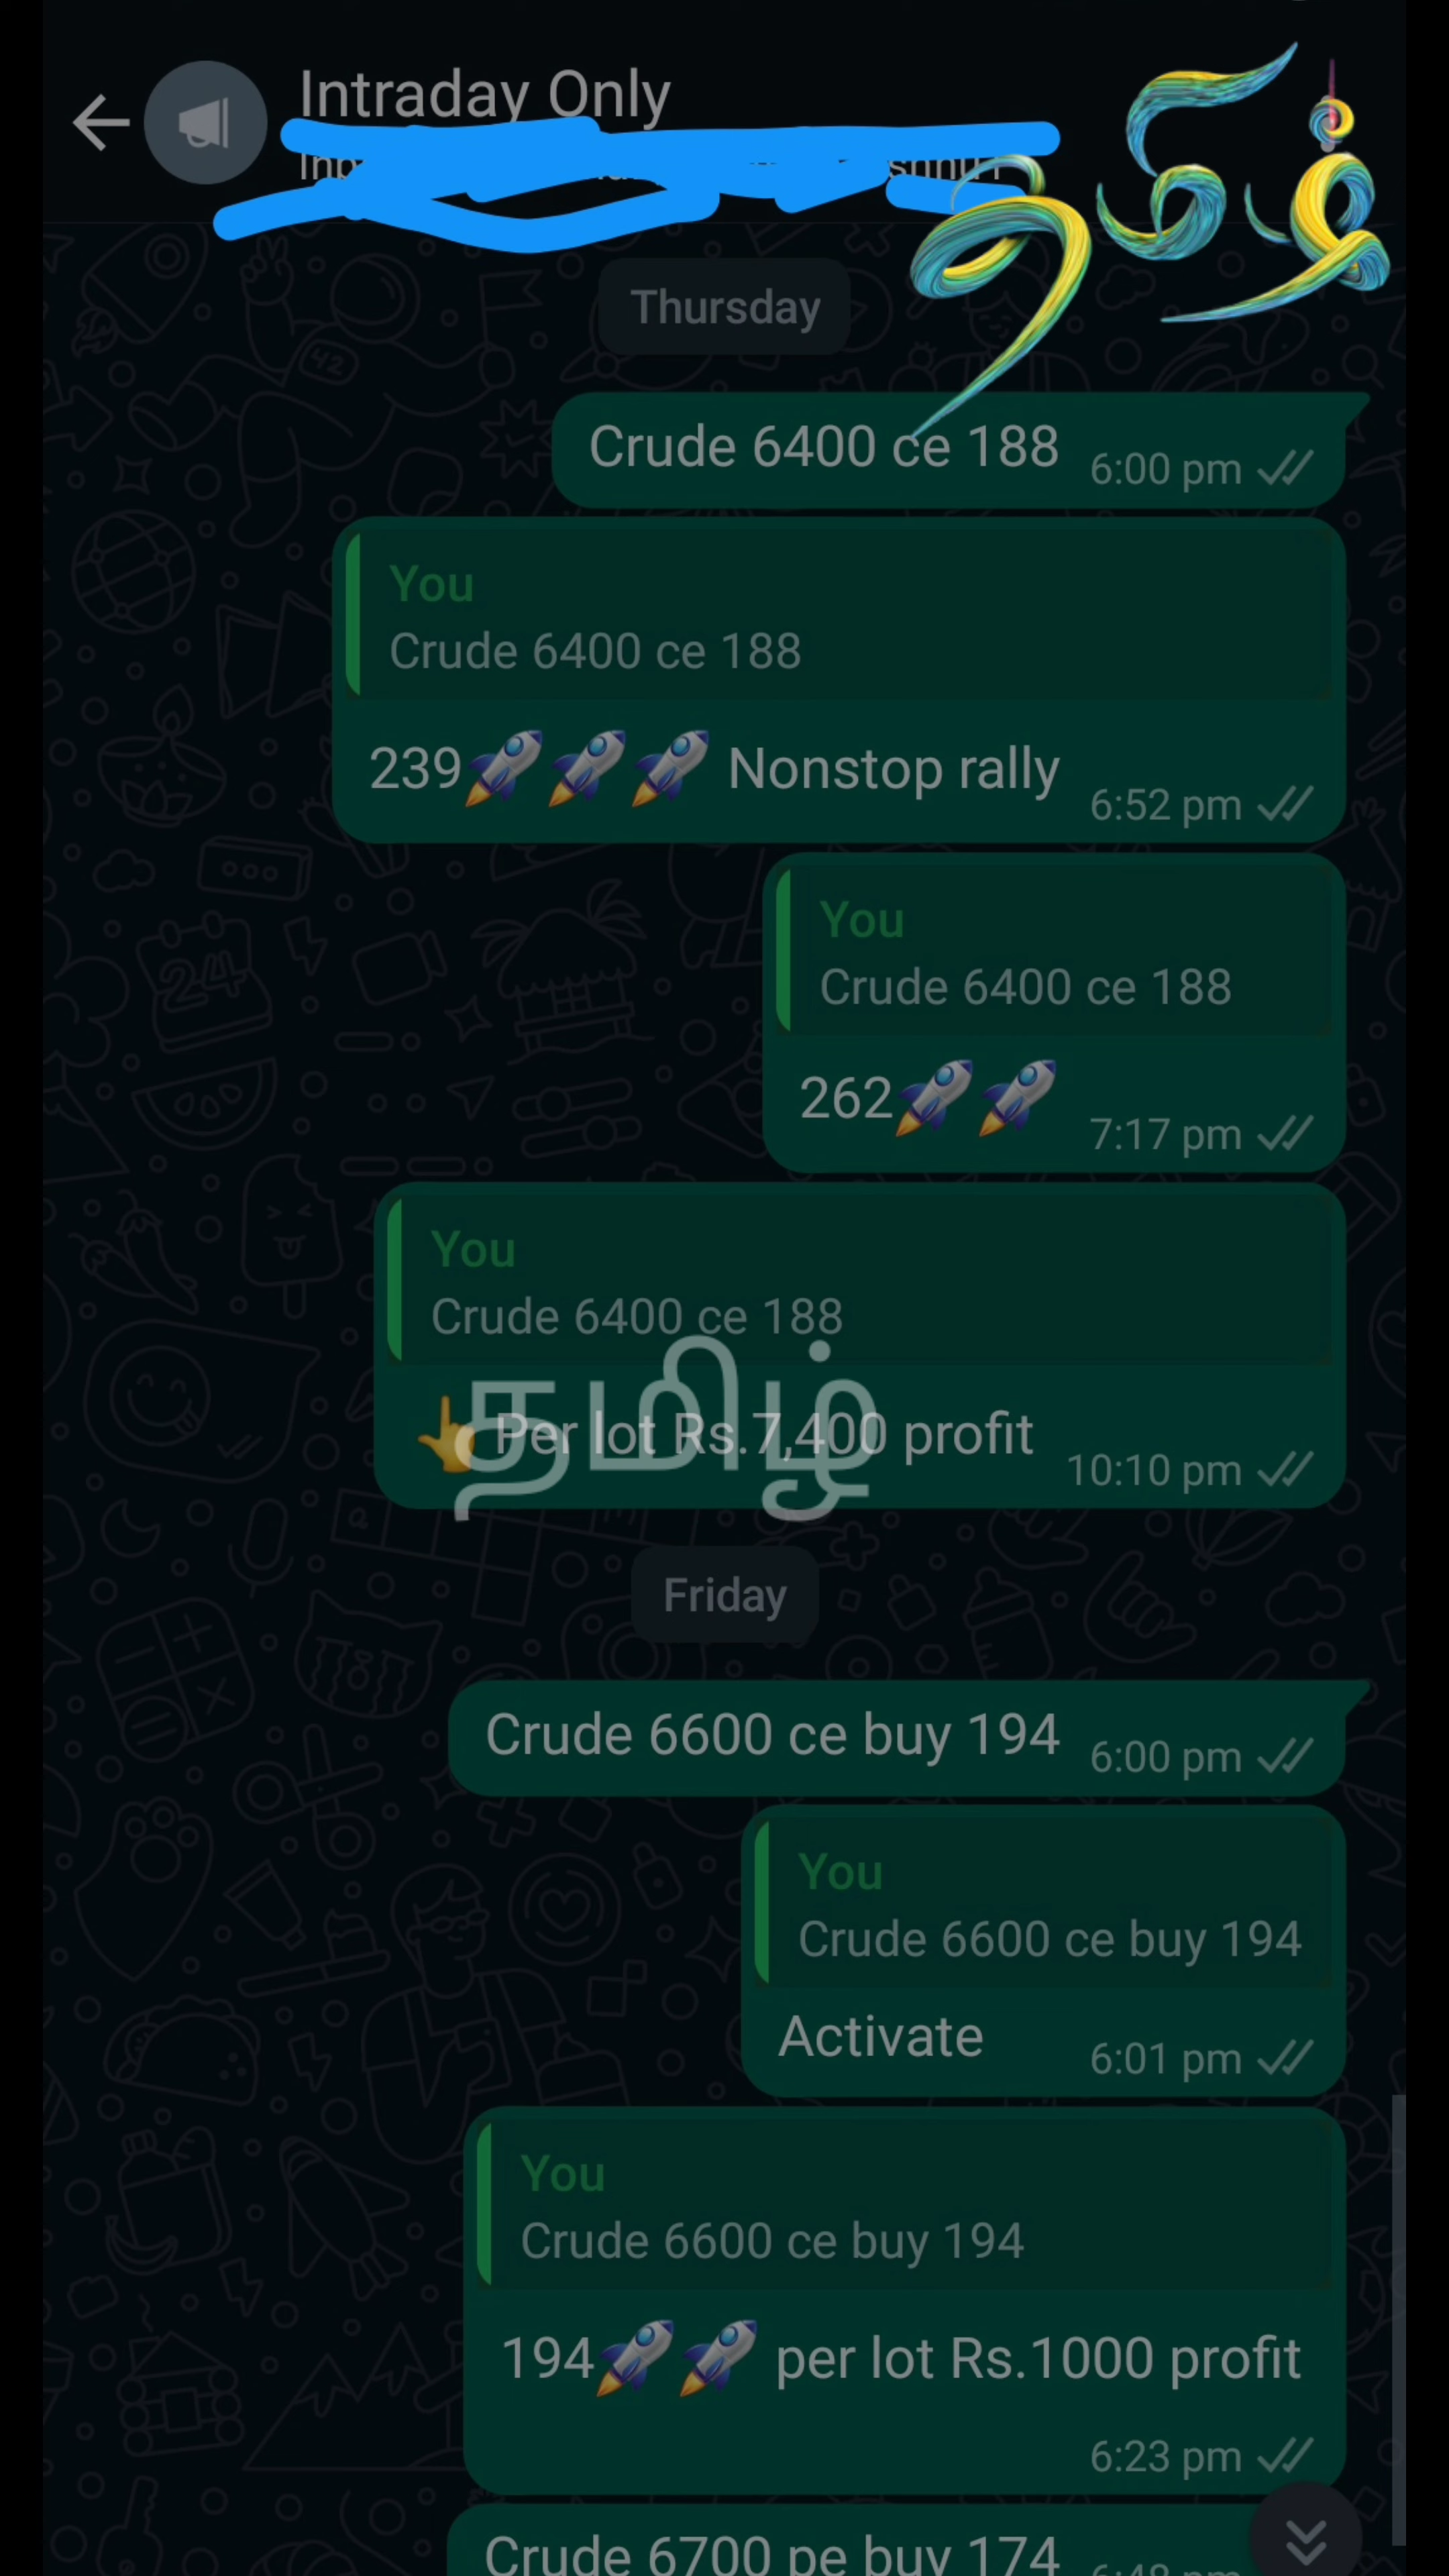 Intraday Only
தமிழ்
Thursday
Crude 6400 ce 188 6:00 pm
You
Crude 6400 ce 188
239🚀🚀🚀 Nonstop rally 6:52 pm
You
Crude 6400 ce 188
262🚀🚀 7:17 pm
You
Crude 6400 ce 188
👆 Per lot Rs.7,400 profit 10:10 pm
தமிழ்
Friday
Crude 6600 ce buy 194 6:00 pm
You
Crude 6600 ce buy 194
Activate 6:01 pm
You
Crude 6600 ce buy 194
194🚀🚀 per lot Rs.1000 profit
6:23 pm
Crude 6700 pe buy 174 6:48 pm